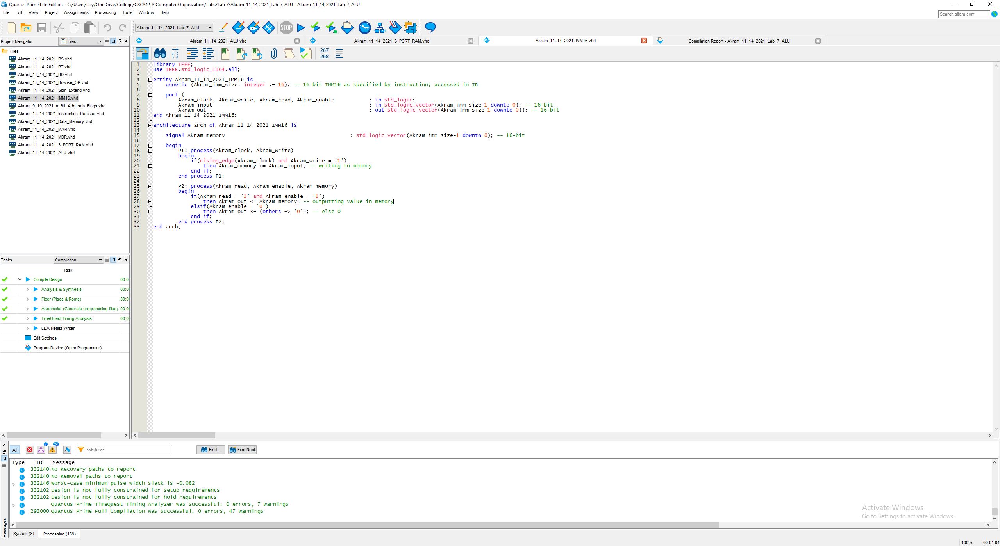 Quartus Prime Lite Edition - C:/Users/Izzy/OneDrive/College/CSC342_3 Computer Organization/Labs/Lab 7/Akram_11_14_2021_Lab_7_ALU - Akram_11_14_2021_Lab_7_ALU
File Edit View Project Assignments Processing Tools Window Help
Search altera.com
Akram_11_14_2021_Lab_7_ALU
STOP
Project Navigator Files
Files
Akram_11_14_2021_RS.vhd
Akram_11_14_2021_RT.vhd
Akram_11_14_2021_RD.vhd
Akram_11_14_2021_Bitwise_OP.vhd
Akram_11_14_2021_Sign_Extend.vhd
Akram_11_14_2021_IMM16.vhd
Akram_9_19_2021_n_Bit_Add_sub_Flags.vhd
Akram_11_14_2021_Instruction_Register.vhd
Akram_11_14_2021_Data_Memory.vhd
Akram_11_14_2021_MAR.vhd
Akram_11_14_2021_MDR.vhd
Akram_11_14_2021_3_PORT_RAM.vhd
Akram_11_14_2021_ALU.vhd
Tasks Compilation
Task
Compile Design 00:0
Analysis & Synthesis 00:0
Fitter (Place & Route) 00:0
Assembler (Generate programming files) 00:0
TimeQuest Timing Analysis 00:0
EDA Netlist Writer
Edit Settings
Program Device (Open Programmer)
Akram_11_14_2021_ALU.vhd Akram_11_14_2021_3_PORT_RAM.vhd Akram_11_14_2021_IMM16.vhd Compilation Report - Akram_11_14_2021_Lab_7_ALU
267
268
1 library IEEE;
2 use IEEE.std_logic_1164.all;
3
4 entity Akram_11_14_2021_IMM16 is
5 generic (Akram_imm_size: integer := 16); -- 16-bit IMM16 as specified by instruction; accessed in IR
6
7 port (
8 Akram_clock, Akram_write, Akram_read, Akram_enable : in std_logic;
9 Akram_input : in std_logic_vector(Akram_imm_size-1 downto 0); -- 16-bit
10 Akram_out : out std_logic_vector(Akram_imm_size-1 downto 0)); -- 16-bit
11 end Akram_11_14_2021_IMM16;
12
13 architecture arch of Akram_11_14_2021_IMM16 is
14
15 signal Akram_memory : std_logic_vector(Akram_imm_size-1 downto 0); -- 16-bit
16
17 begin
18 P1: process(Akram_clock, Akram_write)
19 begin
20 if(rising_edge(Akram_clock) and Akram_write = '1')
21 then Akram_memory <= Akram_input; -- writing to memory
22 end if;
23 end process P1;
24
25 P2: process(Akram_read, Akram_enable, Akram_memory)
26 begin
27 if(Akram_read = '1' and Akram_enable = '1')
28 then Akram_out <= Akram_memory; -- outputting value in memory
29 elsif(Akram_enable = '0')
30 then Akram_out <= (others => '0'); -- else 0
31 end if;
32 end process P2;
33 end arch;
All 7 24 <<Filter>> Find... Find Next
Type ID Message
332140 No Recovery paths to report
332140 No Removal paths to report
332146 Worst-case minimum pulse width slack is -0.082
332102 Design is not fully constrained for setup requirements
332102 Design is not fully constrained for hold requirements
Quartus Prime TimeQuest Timing Analyzer was successful. 0 errors, 7 warnings
293000 Quartus Prime Full Compilation was successful. 0 errors, 47 warnings
Activate Windows
Go to Settings to activate Windows.
Messages
System (8) Processing (159)
100% 00:01:04